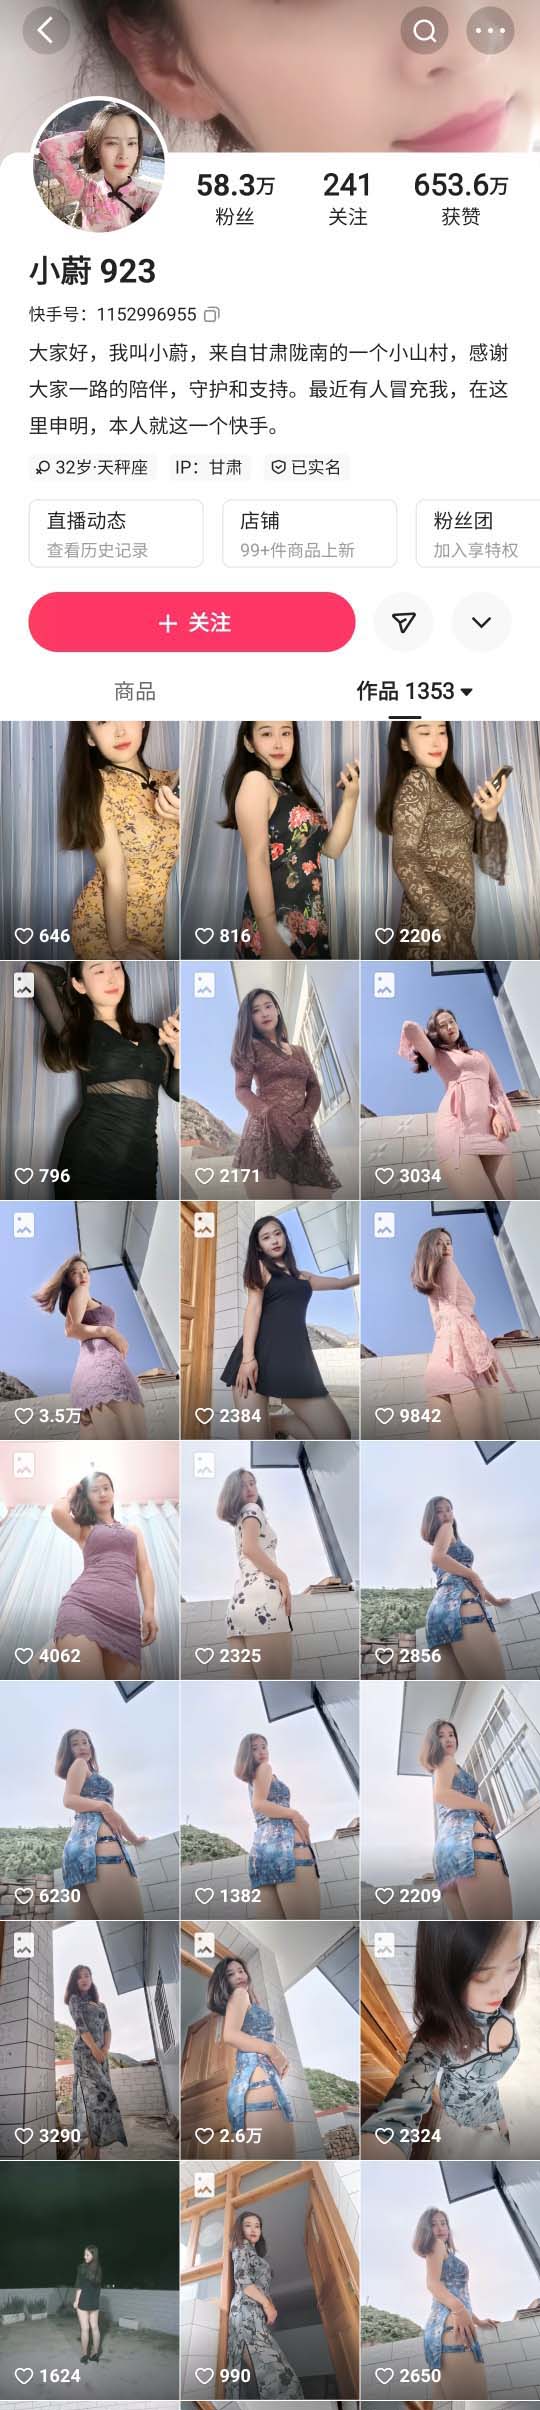 58.3万 241 653.6万
粉丝 关注 获赞
小蔚 923
快手号：1152996955
大家好，我叫小蔚，来自甘肃陇南的一个小山村，感谢
大家一路的陪伴，守护和支持。最近有人冒充我，在这
里申明，本人就这一个快手。
32岁·天秤座 IP：甘肃 已实名
直播动态 店铺 粉丝团
查看历史记录 99+件商品上新 加入享特权
关注
商品 作品 1353
646 816 2206
796 2171 3034
3.5万 2384 9842
4062 2325 2856
6230 1382 2209
3290 2.6万 2324
1624 990 2650